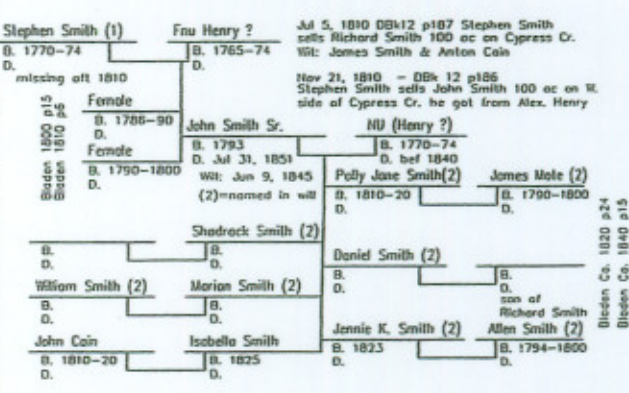 Stephen Smith (1)
B. 1770-74
D.
missing aft 1810
Fnu Henry ?
B. 1765-74
D.
Jul 5, 1810 DBk12 p187 Stephen Smith
sells Richard Smith 100 ac on Cypress Cr.
Wit: James Smith & Anton Cain
Nov 21, 1810 - DBk 12 p186
Stephen Smith sells John Smith 100 ac on W.
side of Cypress Cr. he got from Alex. Henry
Bladen 1800 p15
Bladen 1810 p6
Female
B. 1786-90
D.
Female
B. 1790-1800
D.
John Smith Sr.
B. 1793
D. Jul 31, 1851
Wit: Jun 9, 1845
(2)=named in will
NU (Henry ?)
B. 1770-74
D. bef 1840
Polly Jane Smith(2)
B. 1810-20
D.
James Mote (2)
B. 1790-1800
D.
Bladen Co. 1820 p24
Bladen Co. 1840 p15
Shadrack Smith (2)
B.
D.
B.
D.
Daniel Smith (2)
B.
D.
B.
D.
son of
Richard Smith
William Smith (2)
B.
D.
Marion Smith (2)
B.
D.
Jennie K. Smith (2)
B. 1823
D.
Allen Smith (2)
B. 1794-1800
D.
John Cain
B. 1810-20
D.
Isabella Smith
B. 1825
D.